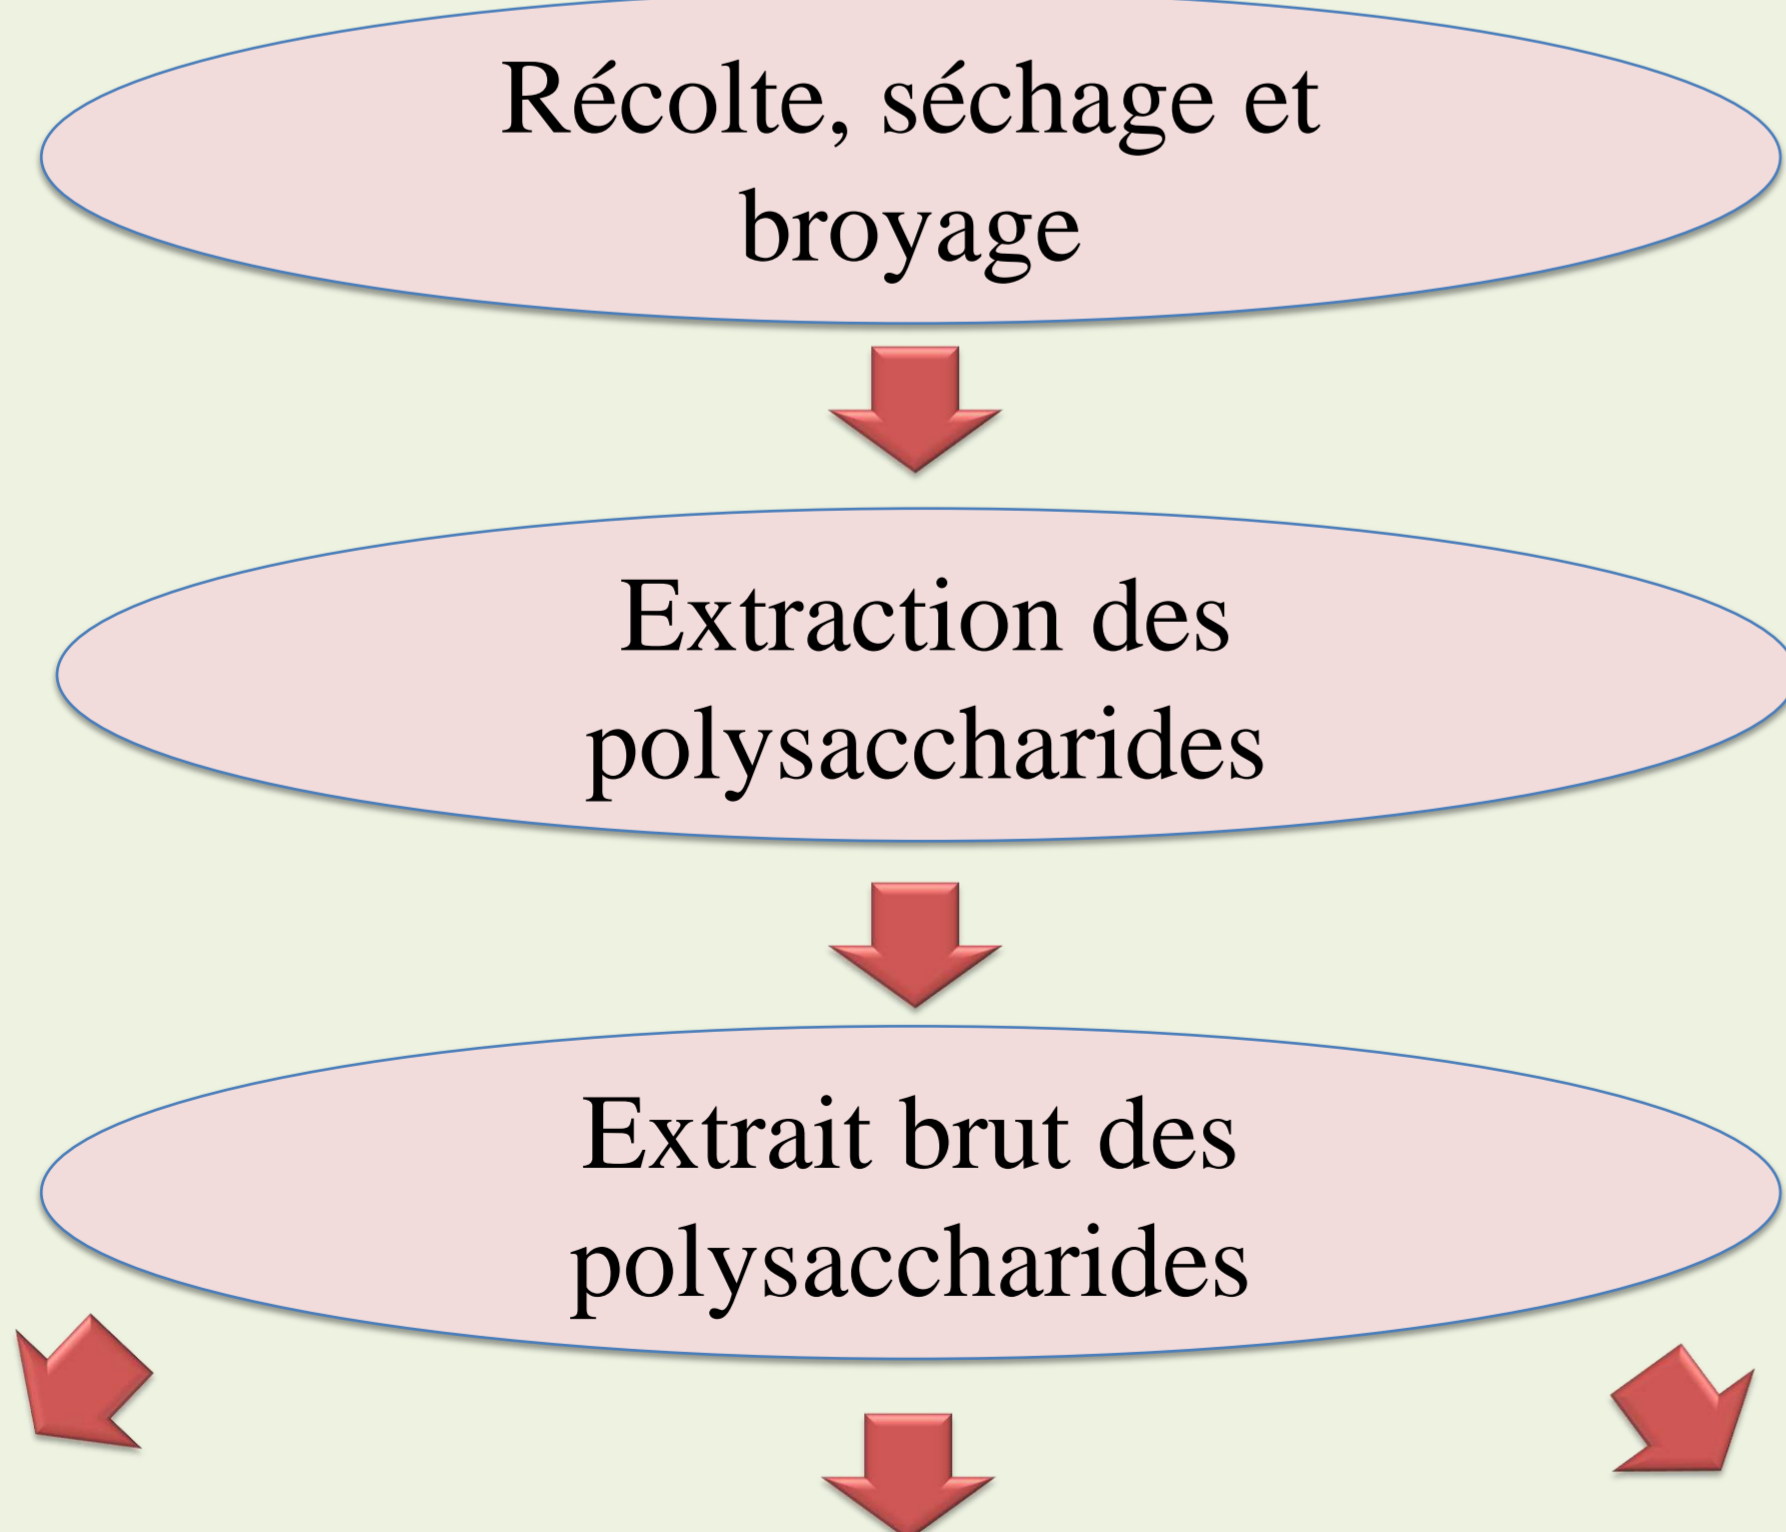 Récolte, séchage et
broyage
Extraction des
polysaccharides
Extrait brut des
polysaccharides